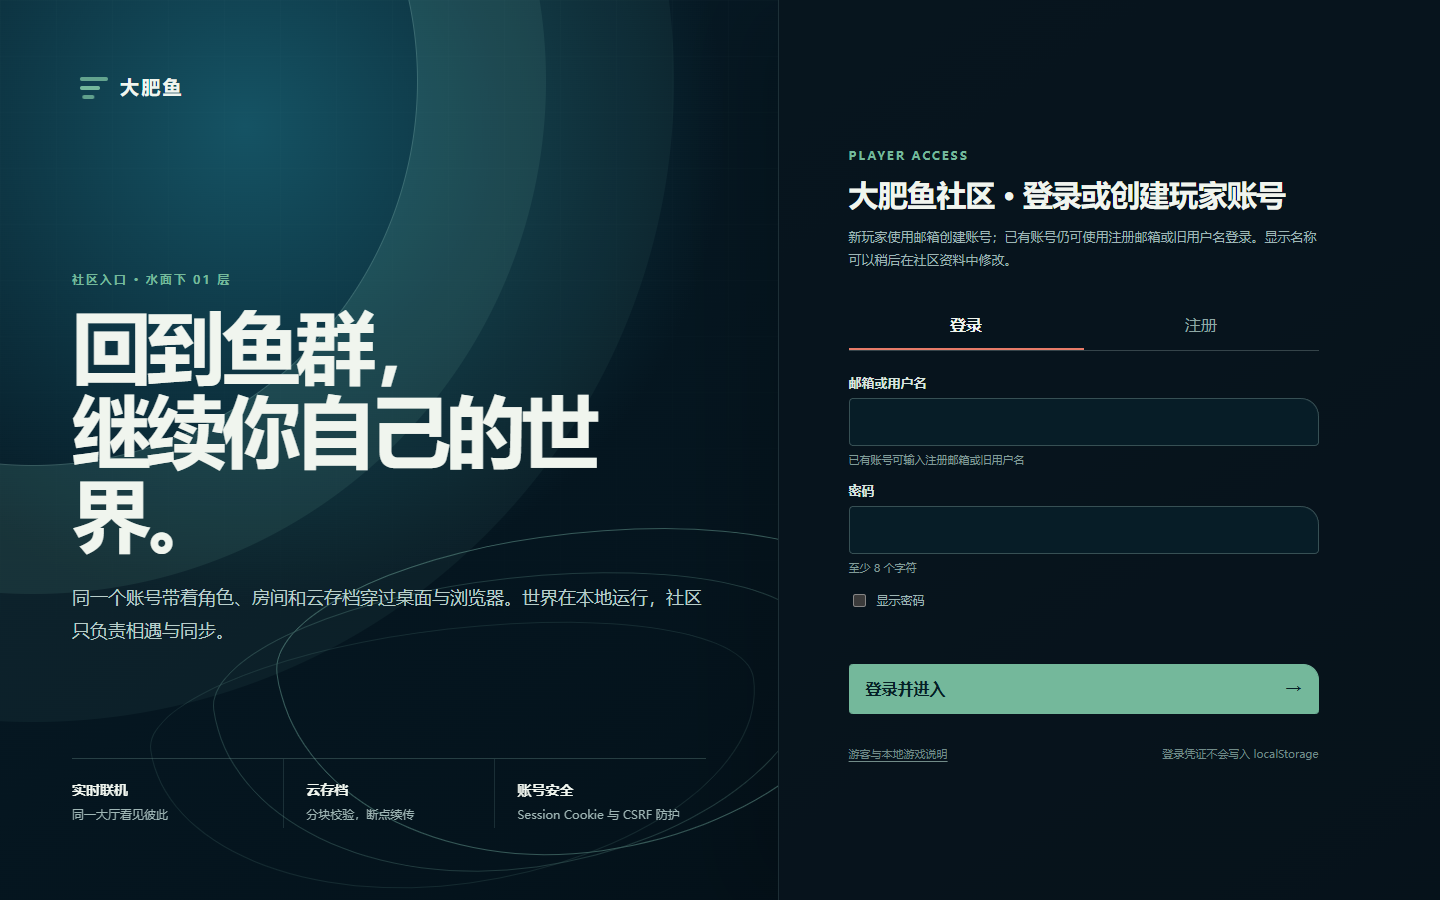 大肥鱼
社区入口 • 水面下 01 层
回到鱼群，
继续你自己的世
界。
同一个账号带着角色、房间和云存档穿过桌面与浏览器。世界在本地运行，社区
只负责相遇与同步。
实时联机
同一大厅看见彼此
云存档
分块校验，断点续传
账号安全
Session Cookie 与 CSRF 防护
PLAYER ACCESS
大肥鱼社区 • 登录或创建玩家账号
新玩家使用邮箱创建账号；已有账号仍可使用注册邮箱或旧用户名登录。显示名称
可以稍后在社区资料中修改。
登录
注册
邮箱或用户名
已有账号可输入注册邮箱或旧用户名
密码
至少 8 个字符
显示密码
登录并进入 →
游客与本地游戏说明
登录凭证不会写入 localStorage